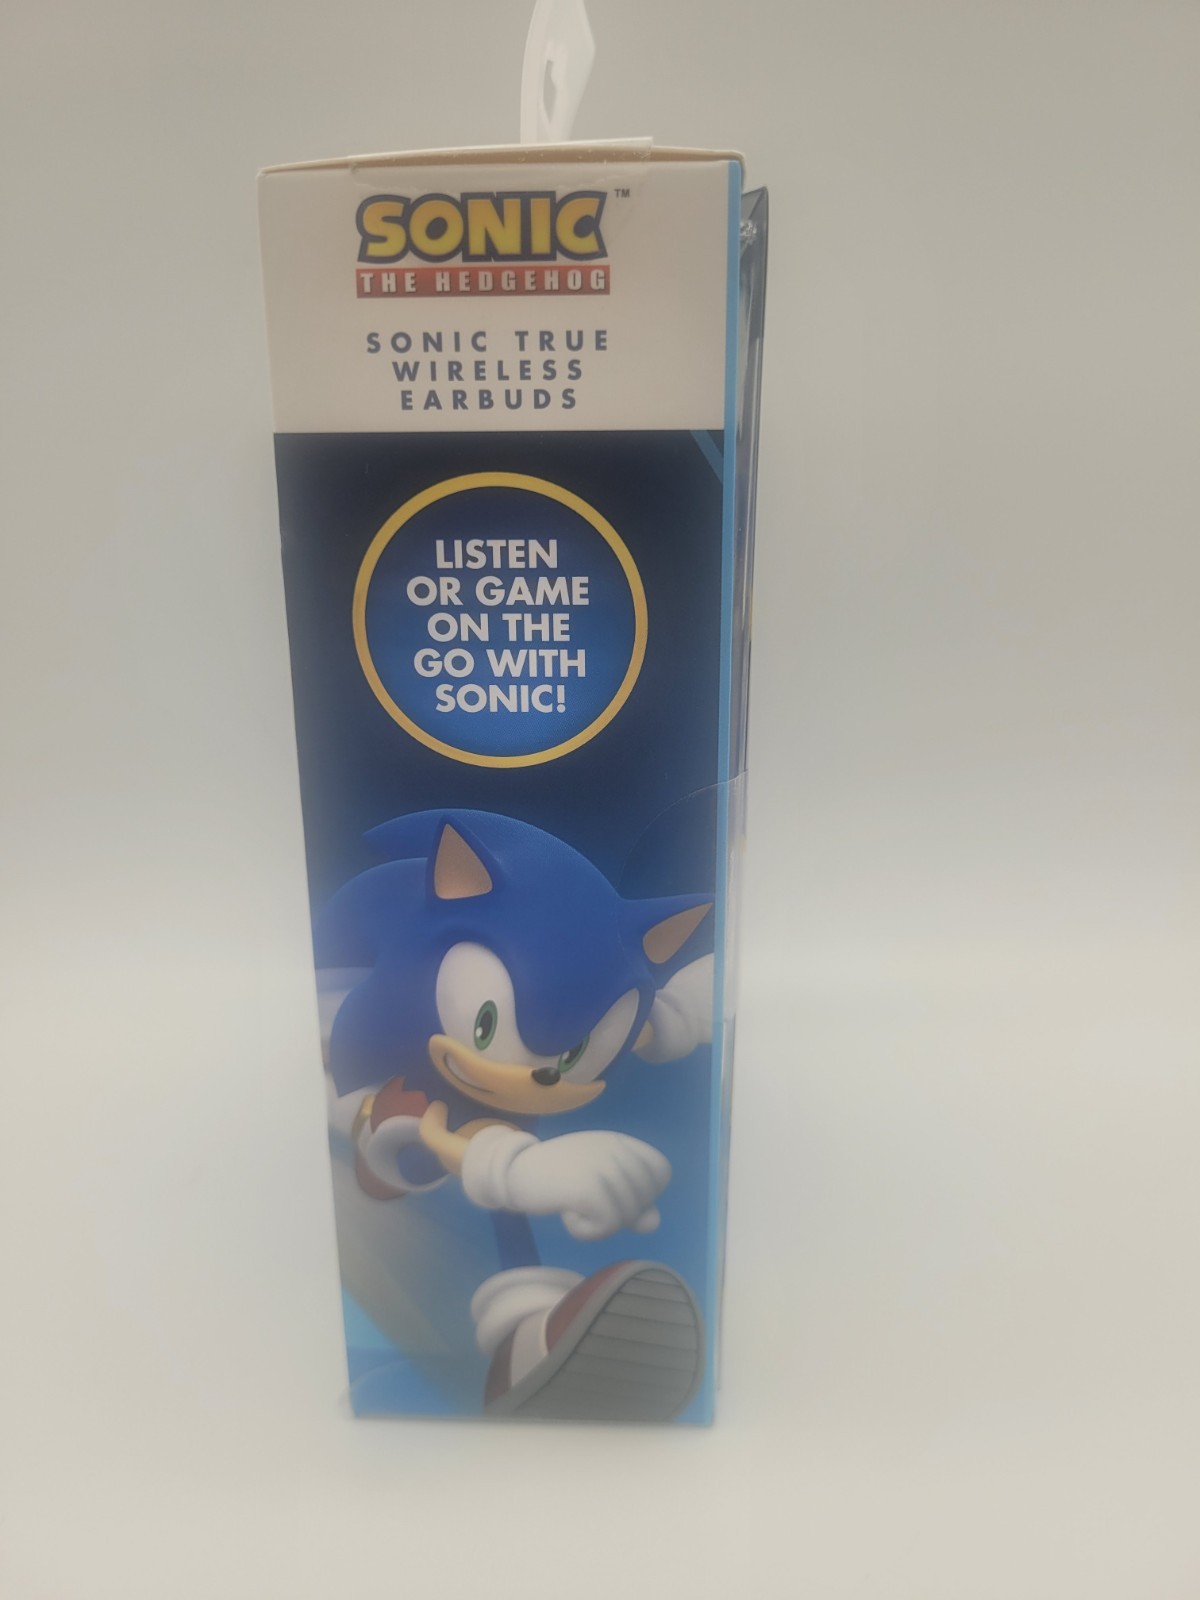 SONIC™
THE HEDGEHOG
SONIC TRUE
WIRELESS
EARBUDS
LISTEN
OR GAME
ON THE
GO WITH
SONIC!